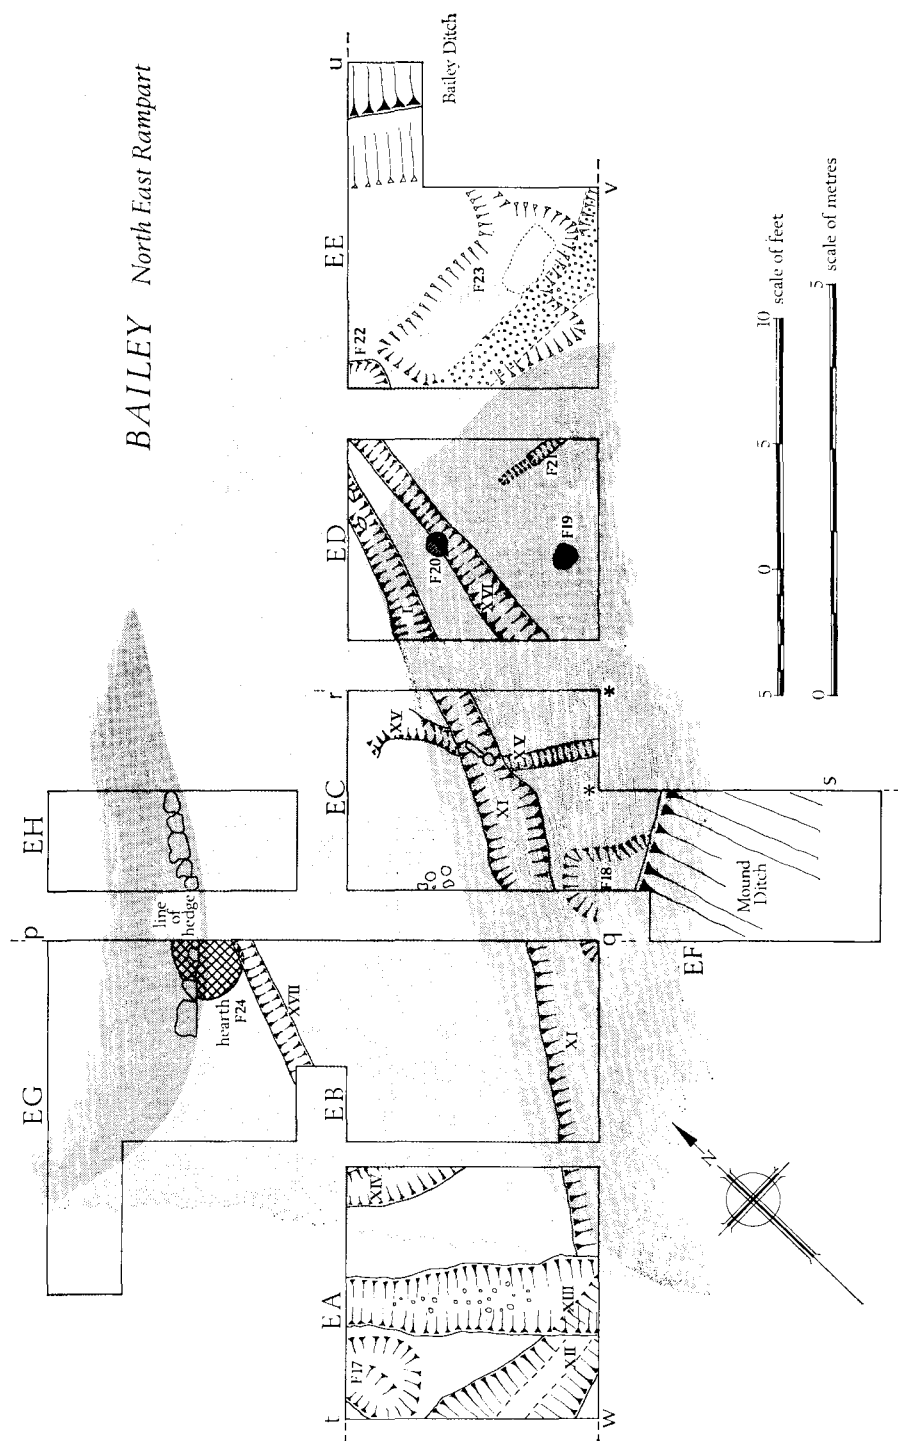 BAILEY North East Rampart
u
Bailey Ditch
EE
v
F22
F23
ED
F20
F19
F21
XVI
r
EC
XV
XV
XI
F18
*
*
s
EH
line
of
hedge
p
hearth
F24
XVII
EG
EB
XI
q
EF
Mound
Ditch
EA
XIV
XIII
XII
F17
t
w
N
5 0 5 10 scale of feet
0 5 scale of metres